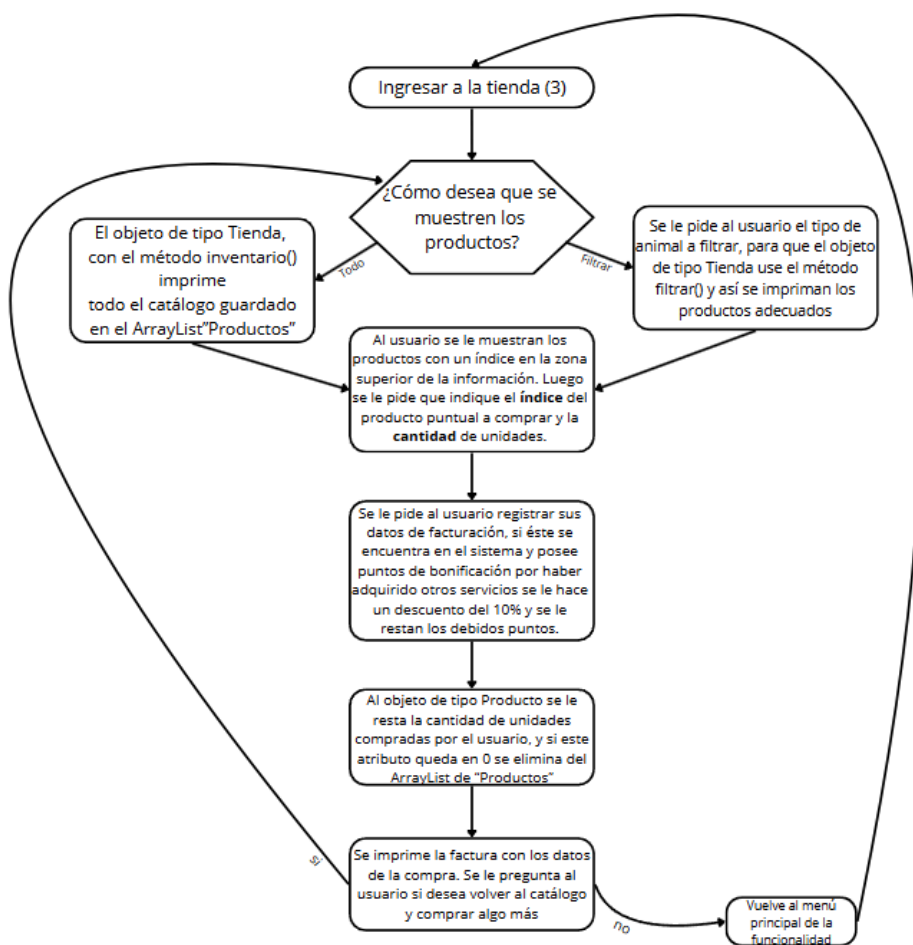 Ingresar a la tienda (3)
¿Cómo desea que se
muestren los
productos?
Todo
Filtrar
El objeto de tipo Tienda,
con el método inventario()
imprime
todo el catálogo guardado
en el ArrayList”Productos”
Se le pide al usuario el tipo de
animal a filtrar, para que el objeto
de tipo Tienda use el método
filtrar() y así se impriman los
productos adecuados
Al usuario se le muestran los
productos con un índice en la zona
superior de la información. Luego
se le pide que indique el índice del
producto puntual a comprar y la
cantidad de unidades.
Se le pide al usuario registrar sus
datos de facturación, si éste se
encuentra en el sistema y posee
puntos de bonificación por haber
adquirido otros servicios se le hace
un descuento del 10% y se le
restan los debidos puntos.
Al objeto de tipo Producto se le
resta la cantidad de unidades
compradas por el usuario, y si este
atributo queda en 0 se elimina del
ArrayList de “Productos”
Se imprime la factura con los datos
de la compra. Se le pregunta al
usuario si desea volver al catálogo
y comprar algo más
si
no
Vuelve al menú
principal de la
funcionalidad